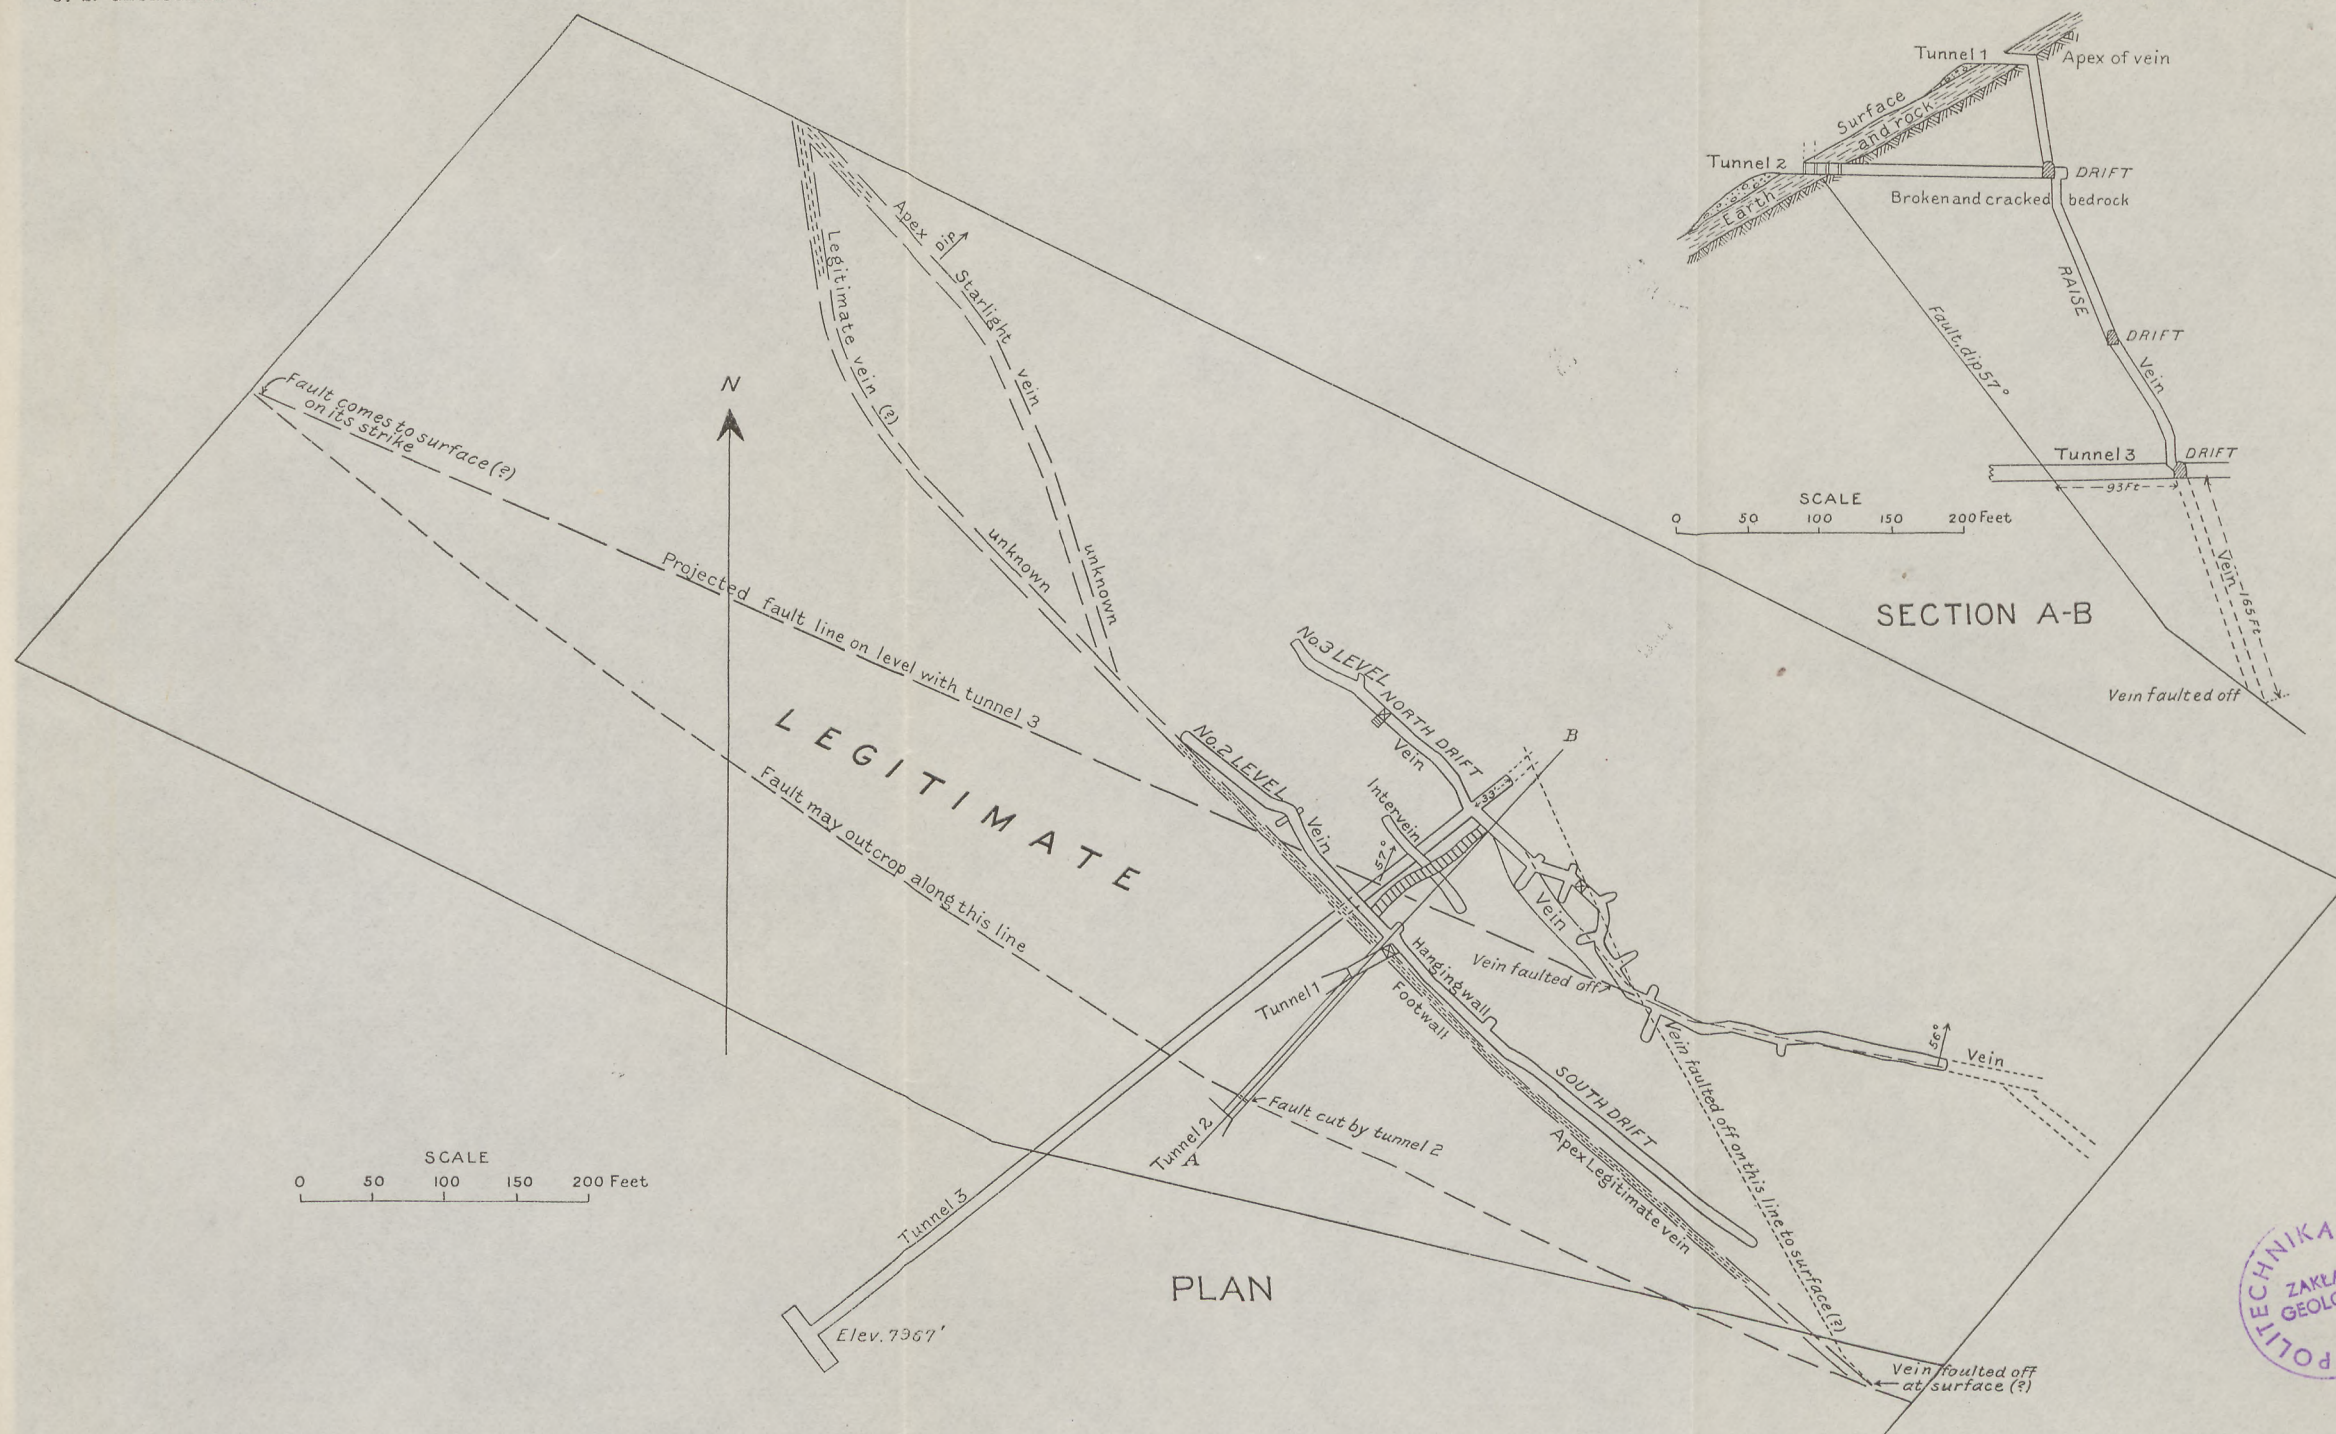 Tunnel 1
Apex of vein
Surface
and rock
Tunnel 2
DRIFT
Broken and cracked bedrock
Earth
RAISE
Fault, dip 57°
DRIFT
Vein
Tunnel 3
DRIFT
93Ft
SCALE
0 50 100 150 200 Feet
Vein 165 Ft
SECTION A-B
Vein faulted off
Apex
Dip
Starlight
vein
unknown
Legitimate vein (?)
unknown
N
Fault comes to surface (?)
on its strike
Projected fault line on level with tunnel 3
LEGITIMATE
Fault may outcrop along this line
No.3 LEVEL
NORTH DRIFT
Vein
B
33'
No.2 LEVEL
Vein
Intervein
57°
Vein
Hanging wall
Vein faulted off
Tunnel 1
Footwall
Vein faulted off on this line to surface (?)
56°
Vein
SOUTH DRIFT
Fault cut by tunnel 2
Tunnel 2
A
Apex Legitimate vein
SCALE
0 50 100 150 200 Feet
Tunnel 3
PLAN
Elev. 7967'
Vein faulted off
at surface (?)
POLITECHNIKA